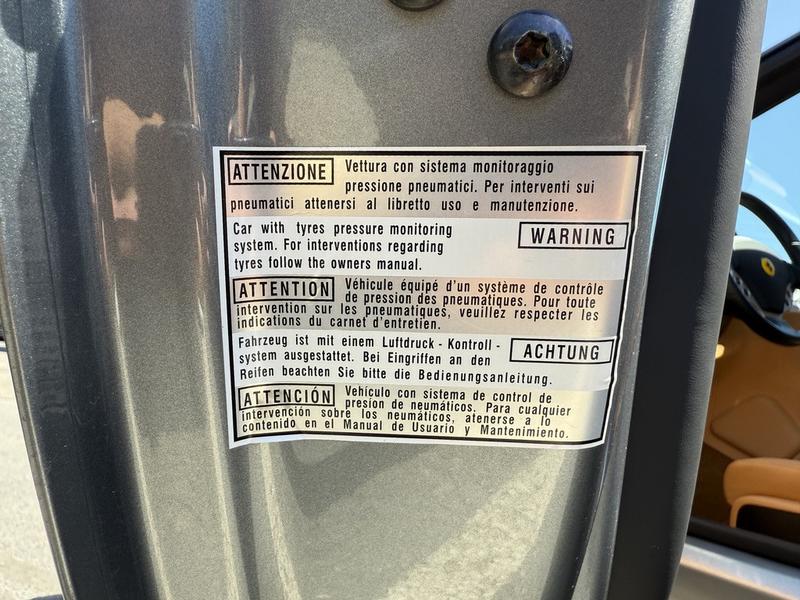 ATTENZIONE Vettura con sistema monitoraggio
pressione pneumatici. Per interventi sui
pneumatici attenersi al libretto uso e manutenzione.
Car with tyres pressure monitoring
system. For interventions regarding WARNING
tyres follow the owners manual.
ATTENTION Véhicule équipé d'un système de contrôle
de pression des pneumatiques. Pour toute
intervention sur les pneumatiques, veuillez respecter les
indications du carnet d'entretien.
Fahrzeug ist mit einem Luftdruck - Kontroll -
system ausgestattet. Bei Eingriffen an den ACHTUNG
Reifen beachten Sie bitte die Bedienungsanleitung.
ATTENCIÓN Vehículo con sistema de control de
presion de neumáticos. Para cualquier
intervención sobre los neumáticos, atenerse a lo
contenido en el Manual de Usuario y Mantenimiento.